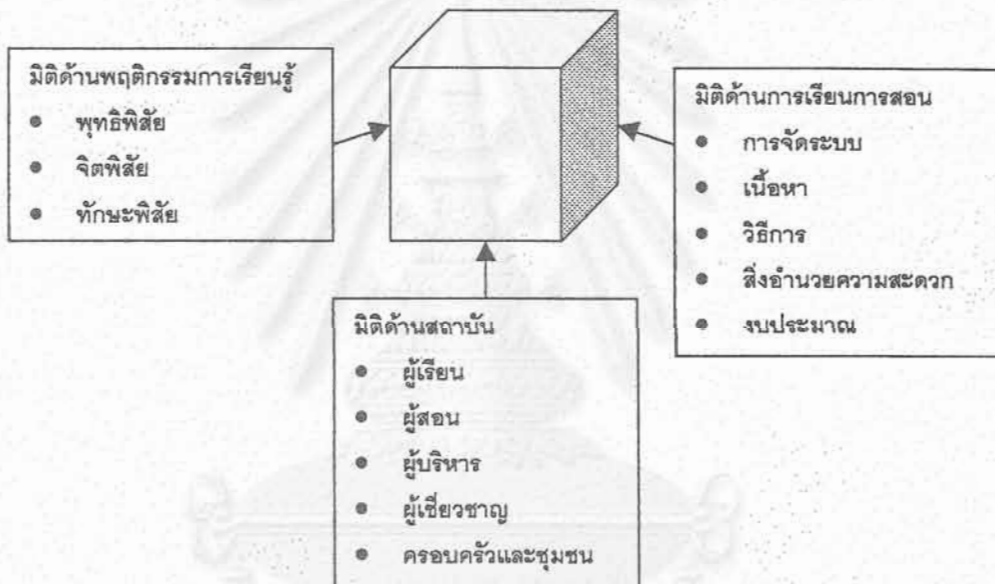 มิติด้านพฤติกรรมการเรียนรู้
• พุทธิพิสัย
• จิตพิสัย
• ทักษะพิสัย
มิติด้านการเรียนการสอน
• การจัดระบบ
• เนื้อหา
• วิธีการ
• สิ่งอำนวยความสะดวก
• งบประมาณ
มิติด้านสถาบัน
• ผู้เรียน
• ผู้สอน
• ผู้บริหาร
• ผู้เชี่ยวชาญ
• ครอบครัวและชุมชน